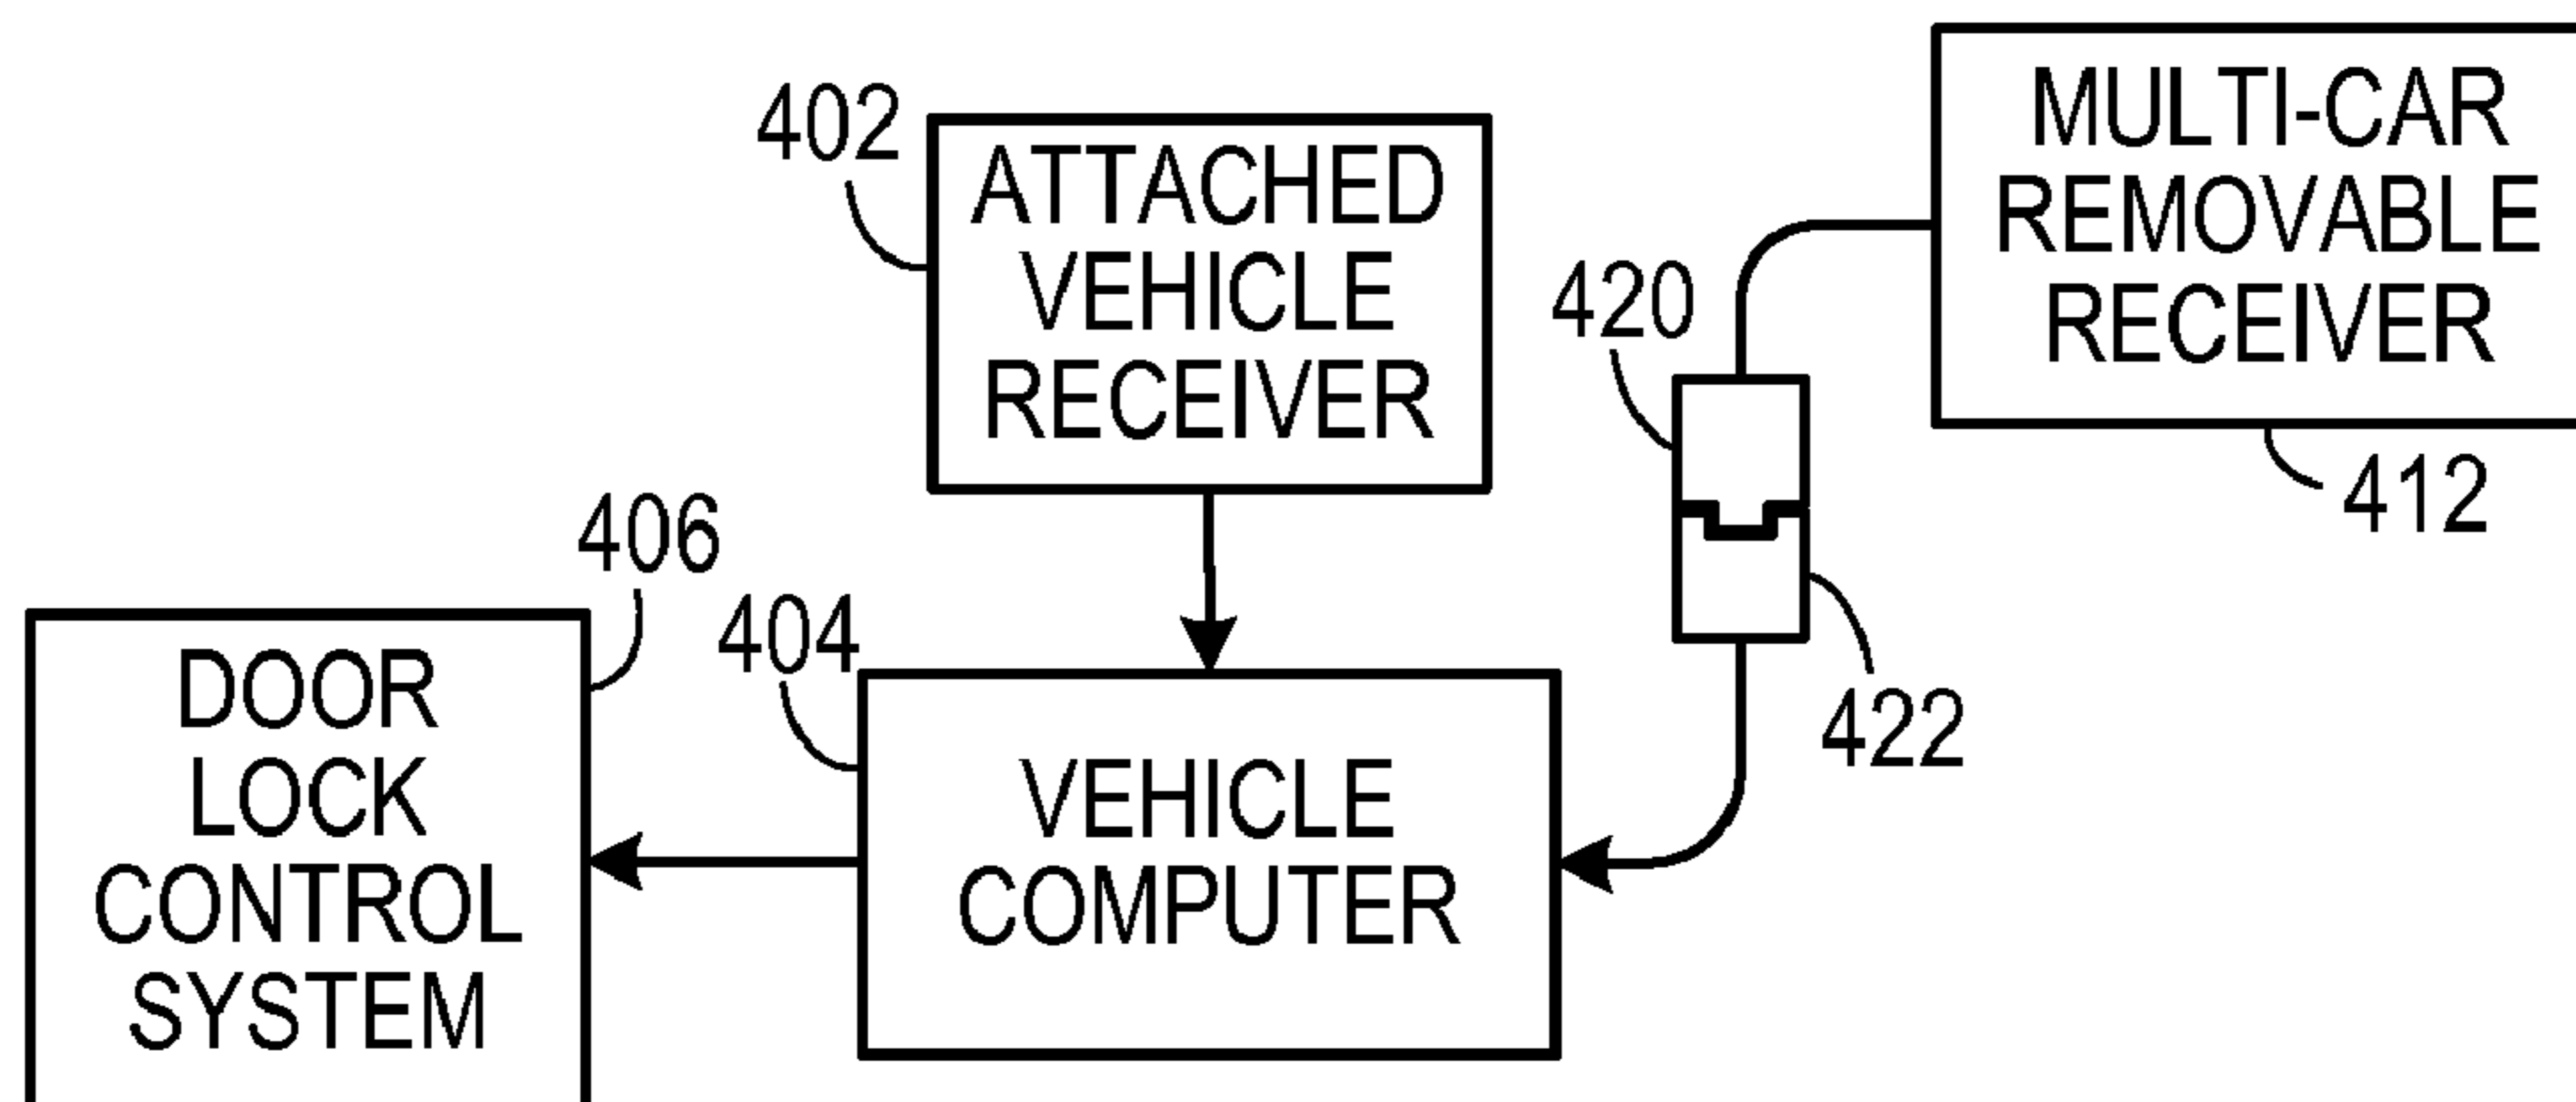 402
ATTACHED
VEHICLE
RECEIVER
MULTI-CAR
REMOVABLE
RECEIVER
412
420
422
406
DOOR
LOCK
CONTROL
SYSTEM
404
VEHICLE
COMPUTER